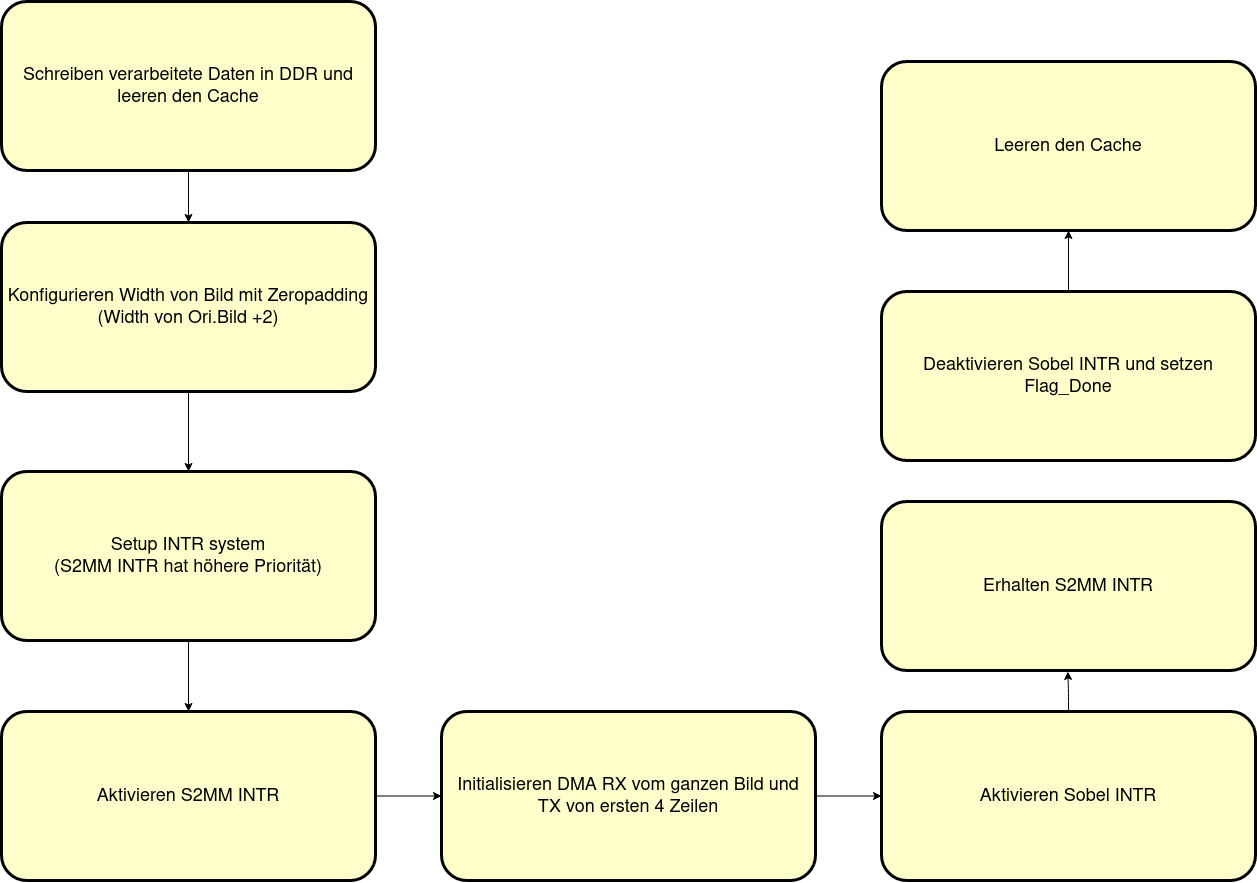 Schreiben verarbeitete Daten in DDR und
leeren den Cache
Konfigurieren Width von Bild mit Zeropadding
(Width von Ori.Bild +2)
Setup INTR system
(S2MM INTR hat höhere Priorität)
Aktivieren S2MM INTR
Initialisieren DMA RX vom ganzen Bild und
TX von ersten 4 Zeilen
Aktivieren Sobel INTR
Erhalten S2MM INTR
Deaktivieren Sobel INTR und setzen
Flag_Done
Leeren den Cache